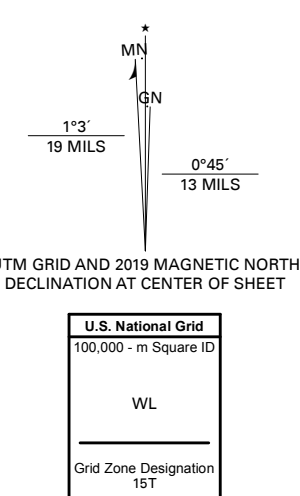 MN
GN
1°3´
19 MILS
0°45´
13 MILS
UTM GRID AND 2019 MAGNETIC NORTH
DECLINATION AT CENTER OF SHEET
U.S. National Grid
100,000 - m Square ID
WL
Grid Zone Designation
15T